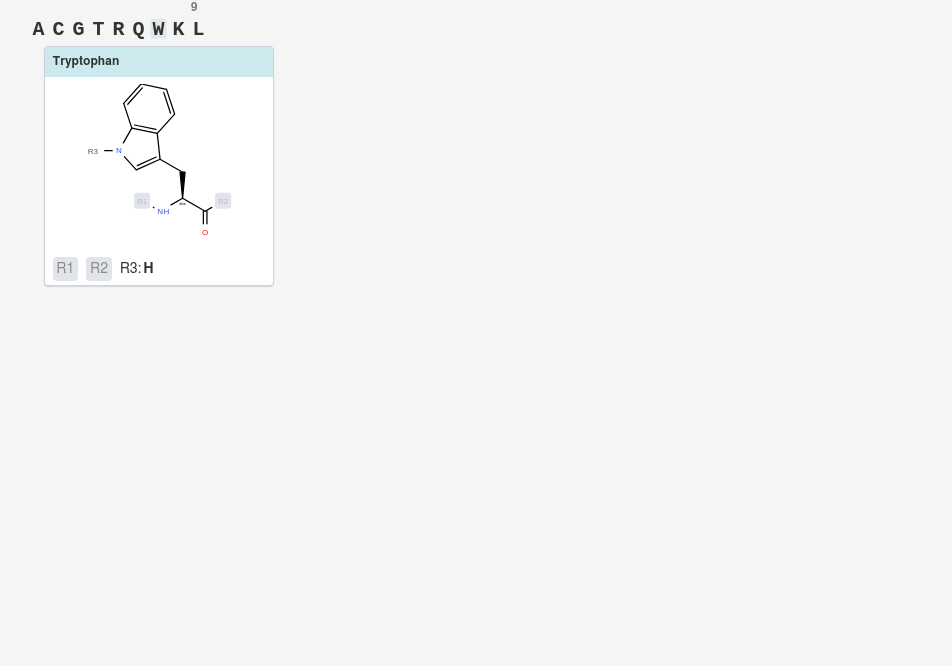 9
A C G T R Q W K L
Tryptophan
N
R3
R1
R2
NH
O
R1 R2 R3: H